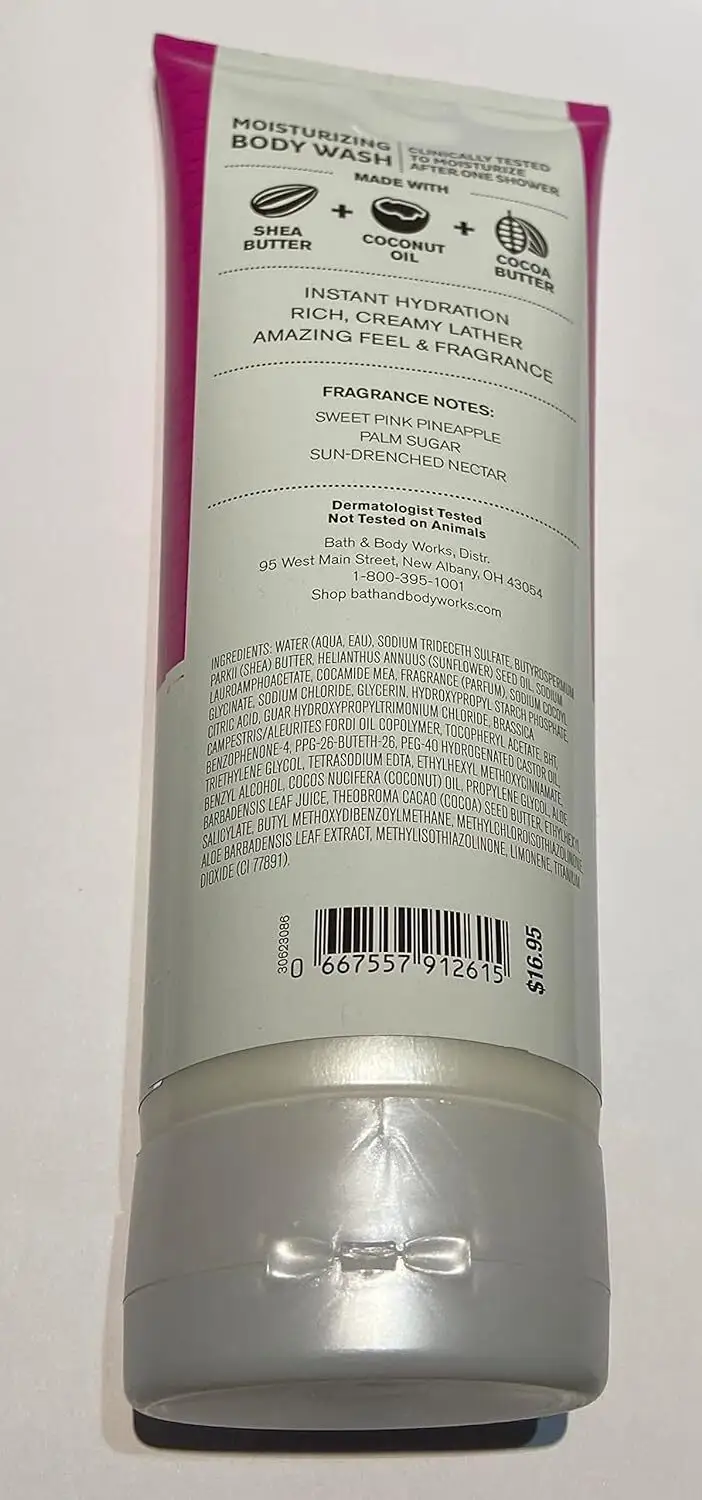 MOISTURIZING
BODY WASH
CLINICALLY TESTED
TO MOISTURIZE
AFTER ONE SHOWER
MADE WITH
SHEA
BUTTER
+
COCONUT
OIL
+
COCOA
BUTTER
INSTANT HYDRATION
RICH, CREAMY LATHER
AMAZING FEEL & FRAGRANCE
FRAGRANCE NOTES:
SWEET PINK PINEAPPLE
PALM SUGAR
SUN-DRENCHED NECTAR
Dermatologist Tested
Not Tested on Animals
Bath & Body Works, Distr.
95 West Main Street, New Albany, OH 43054
1-800-395-1001
Shop bathandbodyworks.com
INGREDIENTS: WATER (AQUA, EAU), SODIUM TRIDECETH SULFATE, BUTYROSPERMUM
PARKII (SHEA) BUTTER, HELIANTHUS ANNUUS (SUNFLOWER) SEED OIL, SODIUM
LAUROAMPHOACETATE, COCAMIDE MEA, FRAGRANCE (PARFUM), SODIUM COCOYL
GLYCINATE, SODIUM CHLORIDE, GLYCERIN, HYDROXYPROPYL STARCH PHOSPHATE,
CITRIC ACID, GUAR HYDROXYPROPYLTRIMONIUM CHLORIDE, BRASSICA
CAMPESTRIS/ALEURITES FORDI OIL COPOLYMER, TOCOPHERYL ACETATE, BHT,
BENZOPHENONE-4, PPG-26-BUTETH-26, PEG-40 HYDROGENATED CASTOR OIL,
TRIETHYLENE GLYCOL, TETRASODIUM EDTA, ETHYLHEXYL METHOXYCINNAMATE,
BENZYL ALCOHOL, COCOS NUCIFERA (COCONUT) OIL, PROPYLENE GLYCOL, ALOE
BARBADENSIS LEAF JUICE, THEOBROMA CACAO (COCOA) SEED BUTTER, ETHYLHEXYL
SALICYLATE, BUTYL METHOXYDIBENZOYLMETHANE, METHYLCHLOROISOTHIAZOLINONE,
ALOE BARBADENSIS LEAF EXTRACT, METHYLISOTHIAZOLINONE, LIMONENE, TITANIUM
DIOXIDE (CI 77891).
30623086
0 667557 912615
$16.95